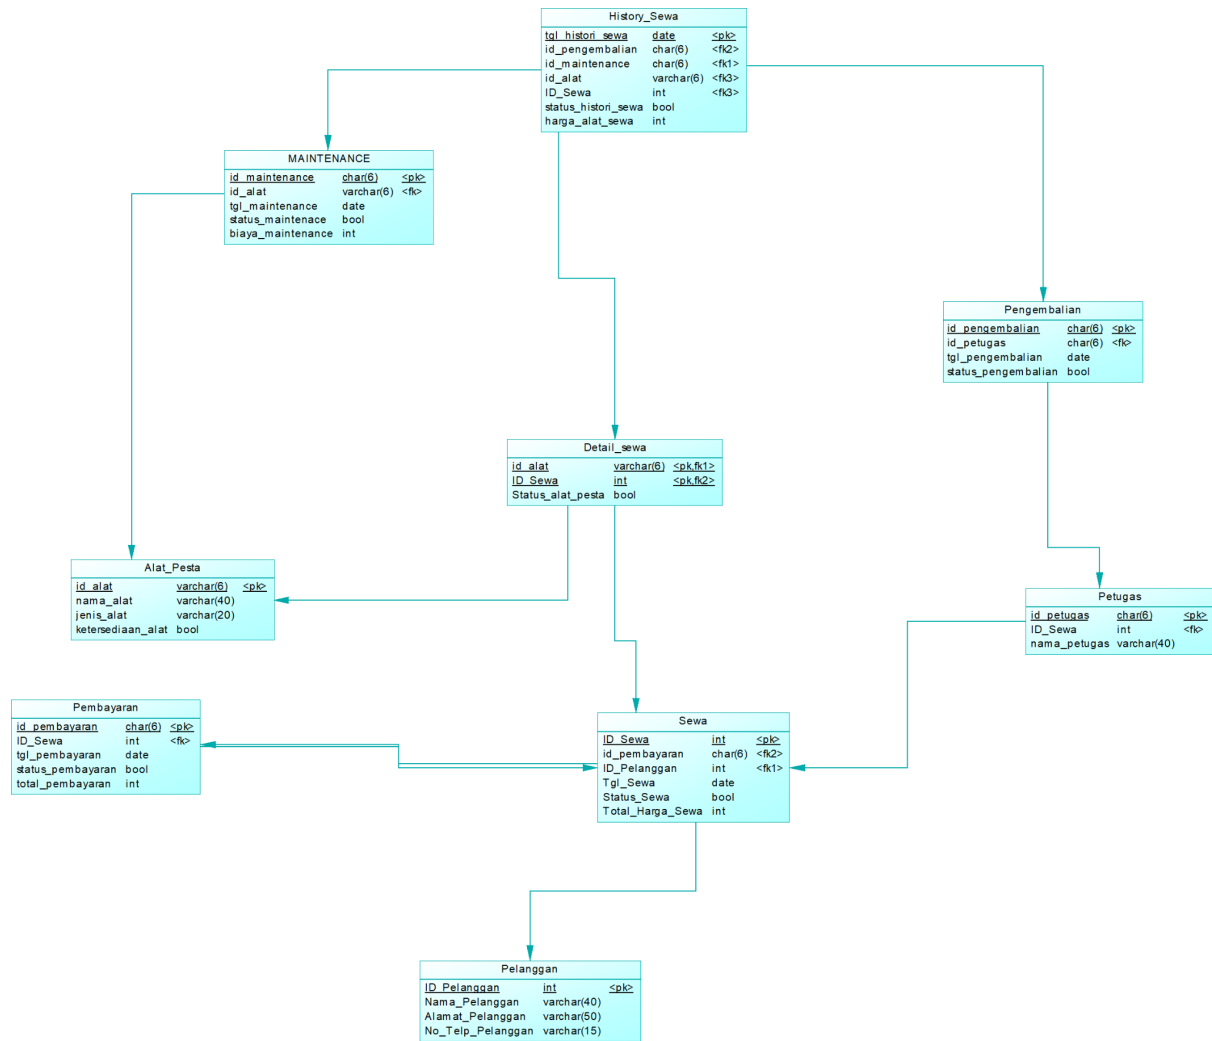 History_Sewa
tgl_histori_sewa date <pk>
id_pengembalian char(6) <fk2>
id_maintenance char(6) <fk1>
id_alat varchar(6) <fk3>
ID_Sewa int <fk3>
status_histori_sewa bool
harga_alat_sewa int
MAINTENANCE
id_maintenance char(6) <pk>
id_alat varchar(6) <fk>
tgl_maintenance date
status_maintenace bool
biaya_maintenance int
Pengembalian
id_pengembalian char(6) <pk>
id_petugas char(6) <fk>
tgl_pengembalian date
status_pengembalian bool
Detail_sewa
id_alat varchar(6) <pk,fk1>
ID_Sewa int <pk,fk2>
Status_alat_pesta bool
Alat_Pesta
id_alat varchar(6) <pk>
nama_alat varchar(40)
jenis_alat varchar(20)
ketersediaan_alat bool
Petugas
id_petugas char(6) <pk>
ID_Sewa int <fk>
nama_petugas varchar(40)
Pembayaran
id_pembayaran char(6) <pk>
ID_Sewa int <fk>
tgl_pembayaran date
status_pembayaran bool
total_pembayaran int
Sewa
ID_Sewa int <pk>
id_pembayaran char(6) <fk2>
ID_Pelanggan int <fk1>
Tgl_Sewa date
Status_Sewa bool
Total_Harga_Sewa int
Pelanggan
ID_Pelanggan int <pk>
Nama_Pelanggan varchar(40)
Alamat_Pelanggan varchar(50)
No_Telp_Pelanggan varchar(15)